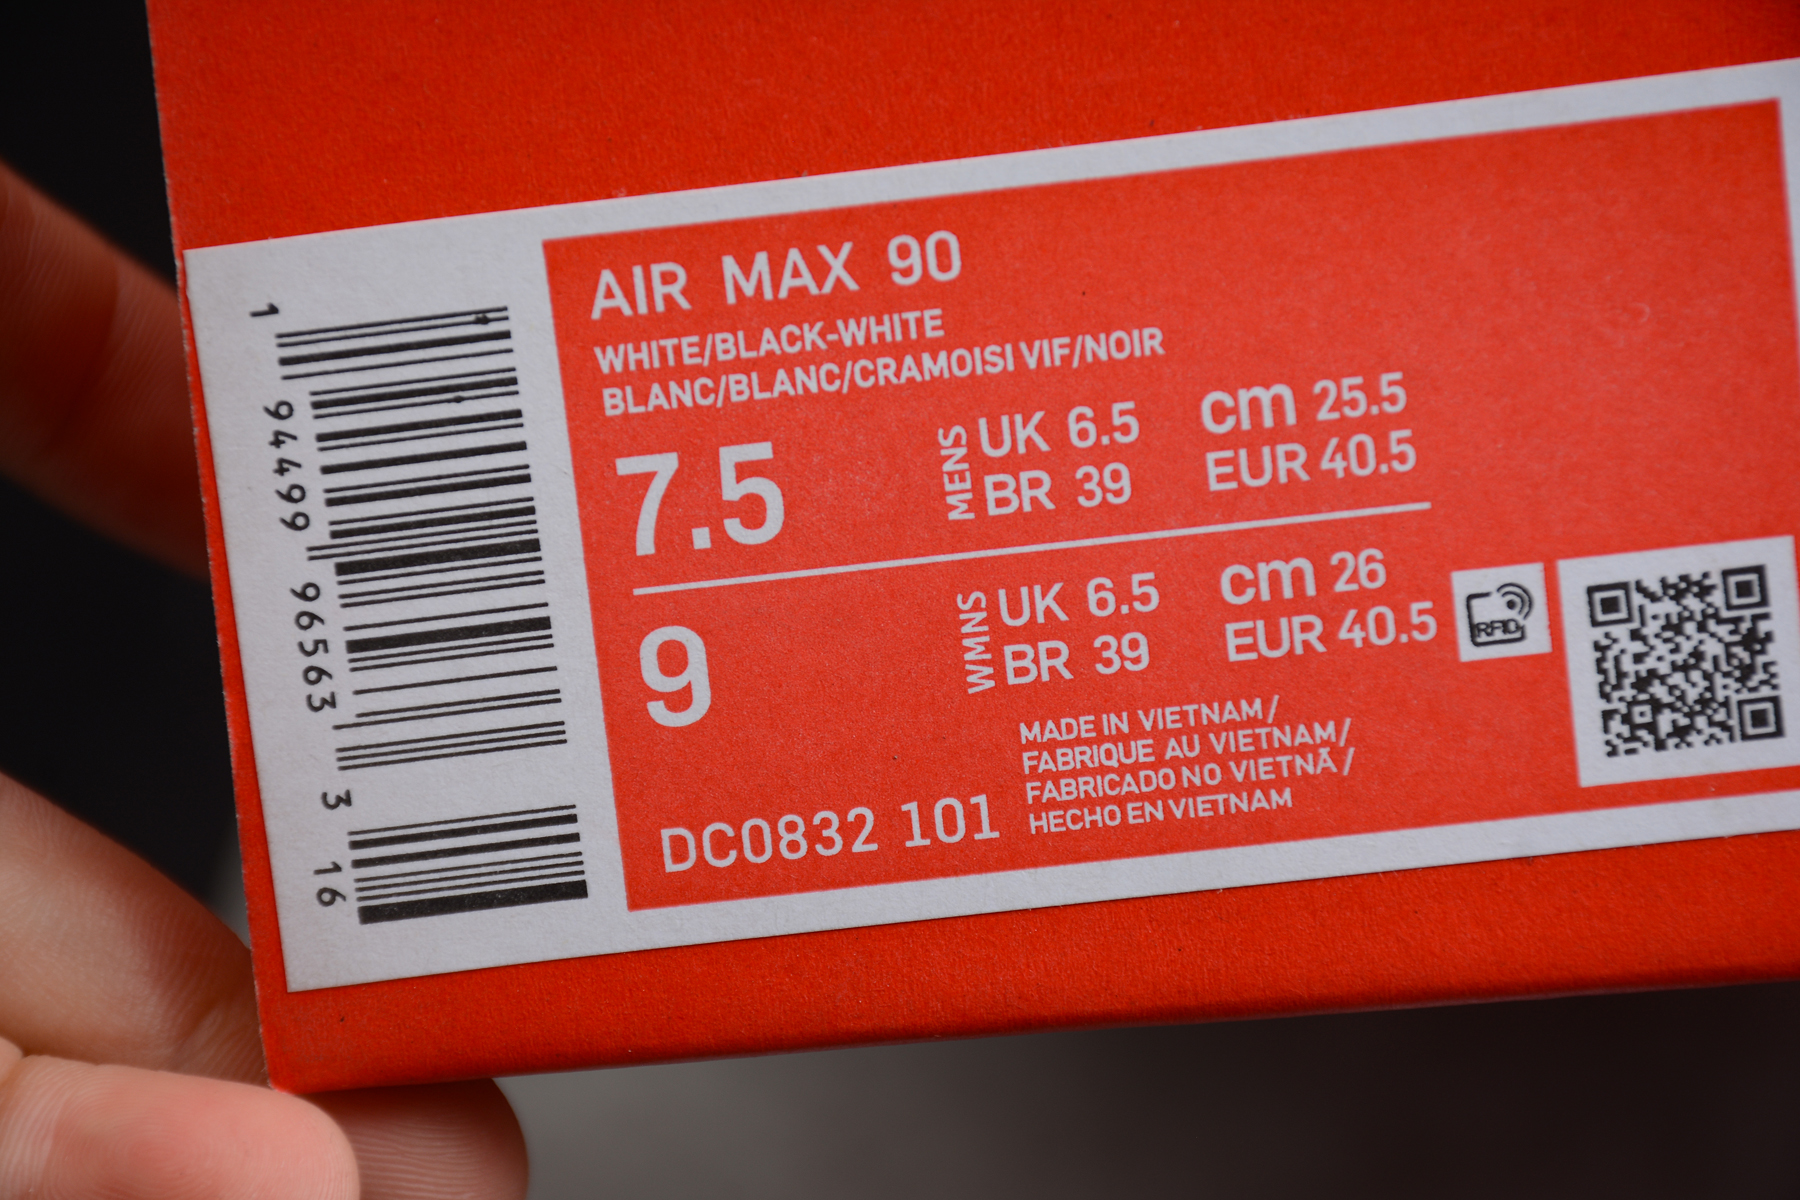 AIR MAX 90
WHITE/BLACK-WHITE
BLANC/BLANC/CRAMOISI VIF/NOIR
7.5
MENS
UK 6.5 cm 25.5
BR 39 EUR 40.5
9
WMNS
UK 6.5 cm 26
BR 39 EUR 40.5
RFID
MADE IN VIETNAM/
FABRIQUE AU VIETNAM/
FABRICADO NO VIETNÃ/
HECHO EN VIETNAM
DC0832 101
1 94499 96563 3 16